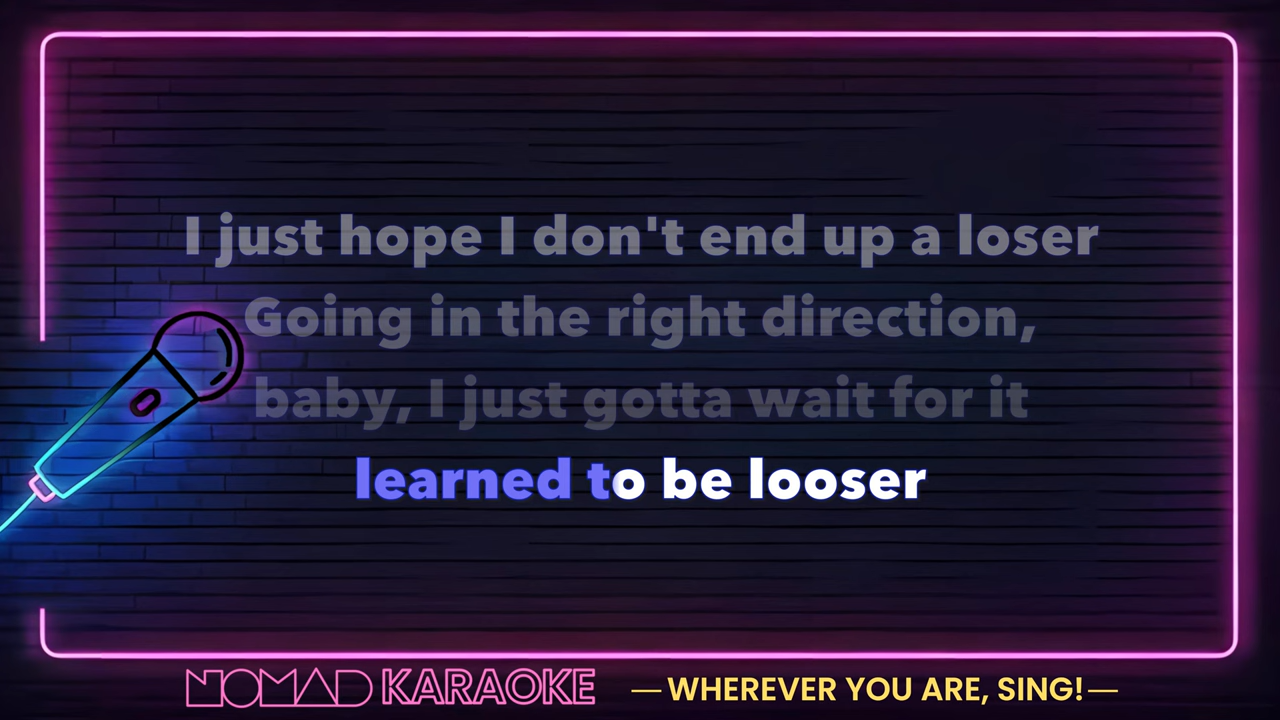 I just hope I don't end up a loser
Going in the right direction,
baby, I just gotta wait for it
learned to be looser
NOMAD KARAOKE —WHEREVER YOU ARE, SING!—